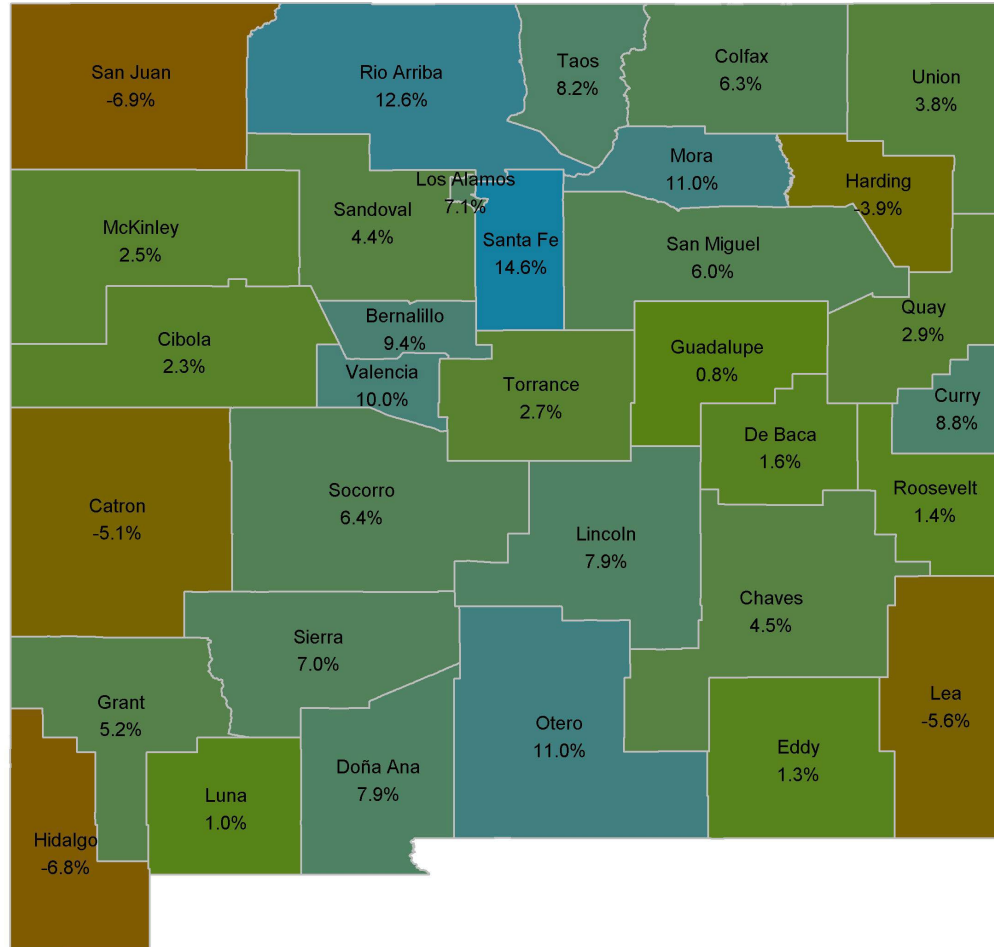 San Juan
-6.9%
Rio Arriba
12.6%
Taos
8.2%
Colfax
6.3%
Union
3.8%
Mora
11.0%
Harding
-3.9%
Los Alamos
7.1%
McKinley
2.5%
Sandoval
4.4%
Santa Fe
14.6%
San Miguel
6.0%
Quay
2.9%
Bernalillo
9.4%
Cibola
2.3%
Guadalupe
0.8%
Valencia
10.0%
Torrance
2.7%
Curry
8.8%
De Baca
1.6%
Roosevelt
1.4%
Catron
-5.1%
Socorro
6.4%
Lincoln
7.9%
Chaves
4.5%
Sierra
7.0%
Grant
5.2%
Lea
-5.6%
Otero
11.0%
Eddy
1.3%
Doña Ana
7.9%
Luna
1.0%
Hidalgo
-6.8%